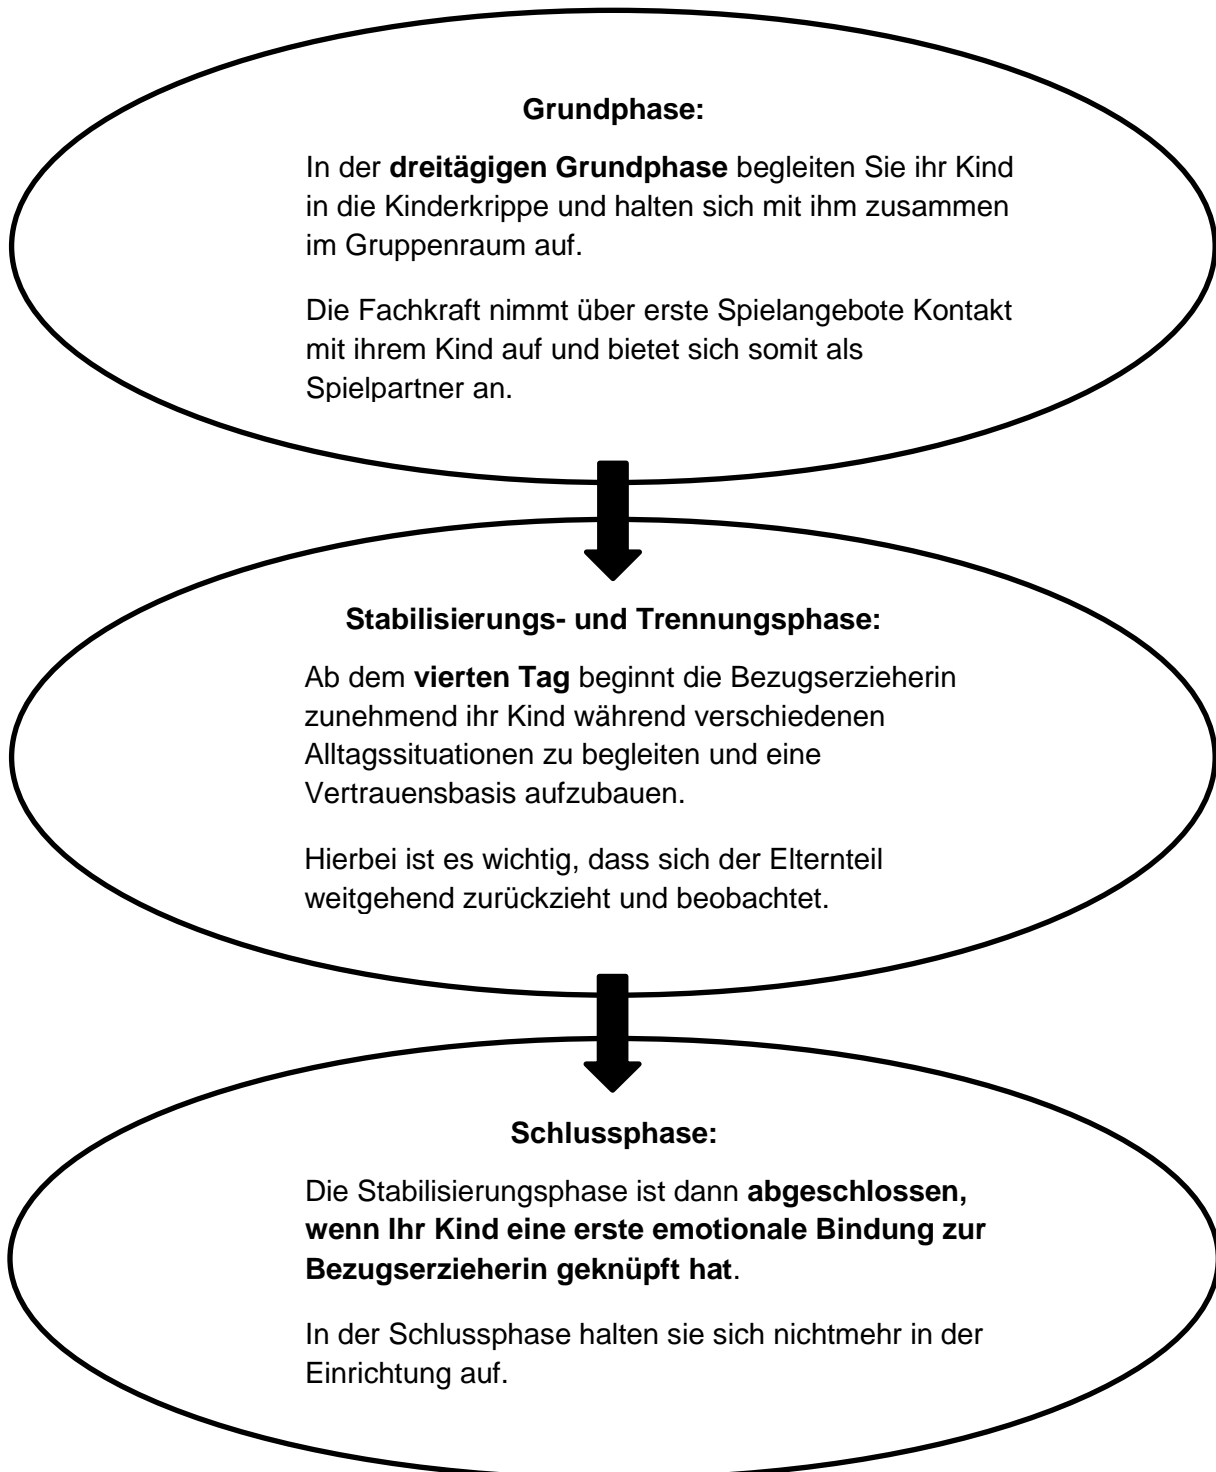 Grundphase:
In der dreitägigen Grundphase begleiten Sie ihr Kind
in die Kinderkrippe und halten sich mit ihm zusammen
im Gruppenraum auf.
Die Fachkraft nimmt über erste Spielangebote Kontakt
mit ihrem Kind auf und bietet sich somit als
Spielpartner an.
Stabilisierungs- und Trennungsphase:
Ab dem vierten Tag beginnt die Bezugserzieherin
zunehmend ihr Kind während verschiedenen
Alltagssituationen zu begleiten und eine
Vertrauensbasis aufzubauen.
Hierbei ist es wichtig, dass sich der Elternteil
weitgehend zurückzieht und beobachtet.
Schlussphase:
Die Stabilisierungsphase ist dann abgeschlossen,
wenn Ihr Kind eine erste emotionale Bindung zur
Bezugserzieherin geknüpft hat.
In der Schlussphase halten sie sich nichtmehr in der
Einrichtung auf.